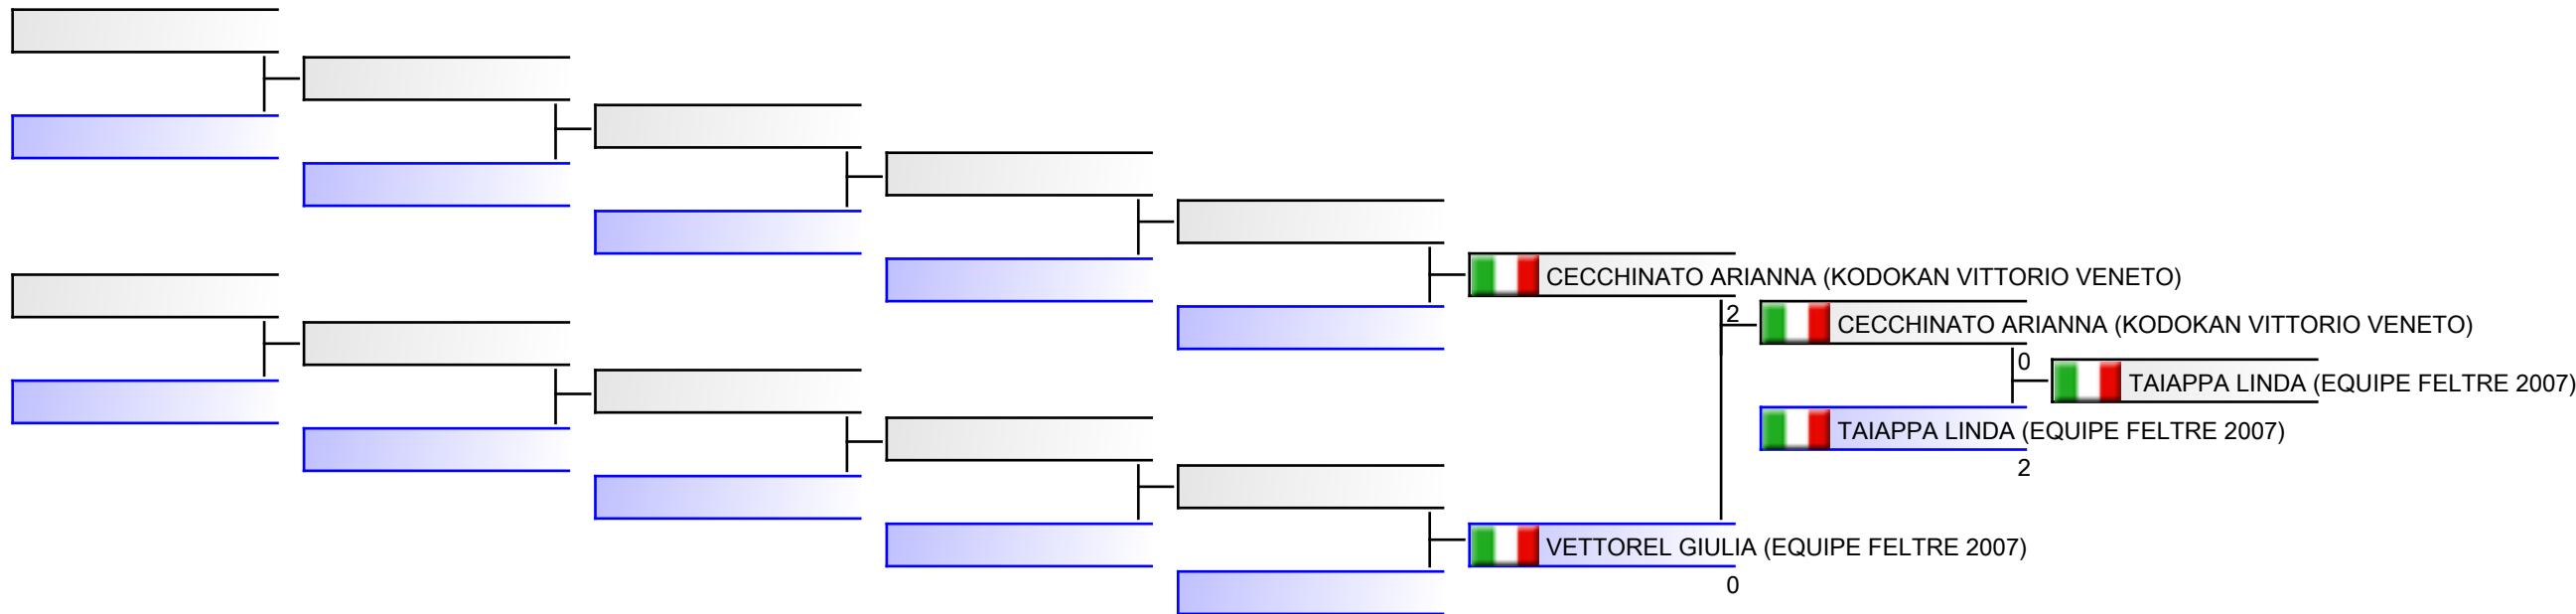 CECCHINATO ARIANNA (KODOKAN VITTORIO VENETO)
2
CECCHINATO ARIANNA (KODOKAN VITTORIO VENETO)
0
TAIAPPA LINDA (EQUIPE FELTRE 2007)
TAIAPPA LINDA (EQUIPE FELTRE 2007)
2
VETTOREL GIULIA (EQUIPE FELTRE 2007)
0